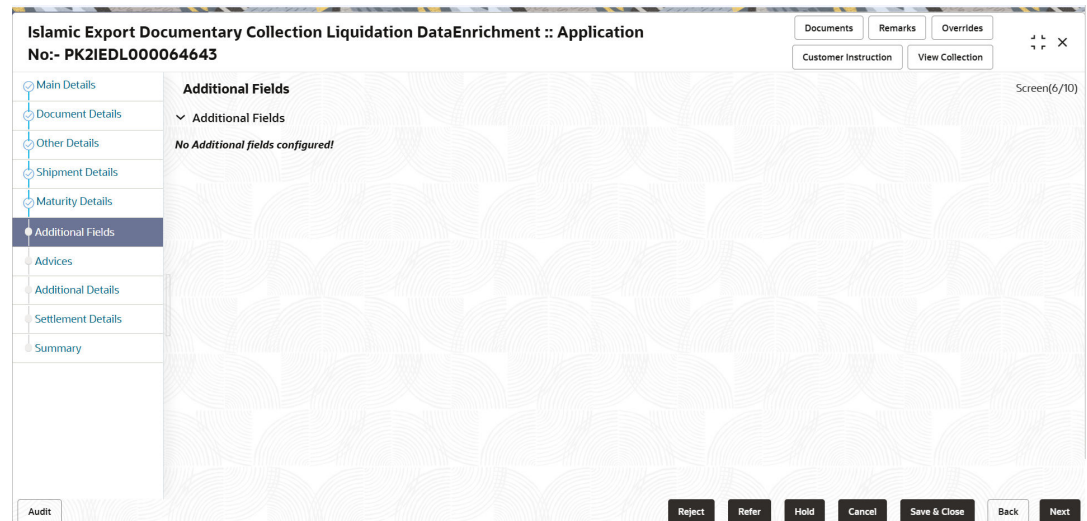 Islamic Export Documentary Collection Liquidation DataEnrichment :: Application
No:- PK2IEDL000064643
Documents
Remarks
Overrides
Customer Instruction
View Collection
Main Details
Document Details
Other Details
Shipment Details
Maturity Details
Additional Fields
Advices
Additional Details
Settlement Details
Summary
Additional Fields
Screen(6/10)
Additional Fields
No Additional fields configured!
Audit
Reject
Refer
Hold
Cancel
Save & Close
Back
Next